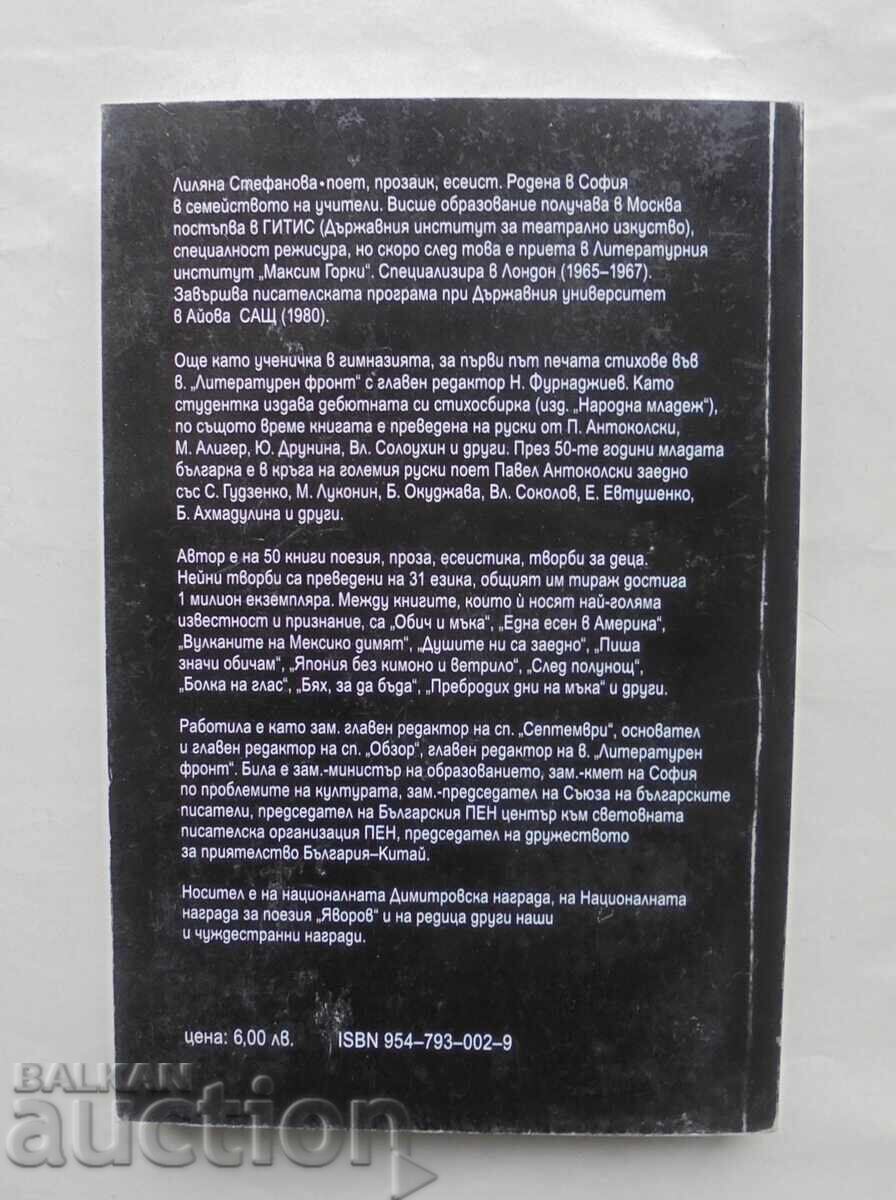 Лиляна Стефанова•поет, прозаик, есеист. Родена в София
в семейството на учители. Висше образование получава в Москва
постъпва в ГИТИС (Държавния институт за театрално изкуство),
специалност режисура, но скоро след това е приета в Литературния
институт „Максим Горки“. Специализира в Лондон (1965–1967).
Завършва писателската програма при Държавния университет
в Айова САЩ (1980).
Още като ученичка в гимназията, за първи път печата стихове във
в. „Литературен фронт“ с главен редактор Н. Фурнаджиев. Като
студентка издава дебютната си стихосбирка (изд. „Народна младеж“),
по същото време книгата е преведена на руски от П. Антоколски,
М. Алигер, Ю. Друнина, Вл. Солоухин и други. През 50-те години младата
българка е в кръга на големия руски поет Павел Антоколски заедно
със С. Гудзенко, М. Луконин, Б. Окуджава, Вл. Соколов, Е. Евтушенко,
Б. Ахмадулина и други.
Автор е на 50 книги поезия, проза, есеистика, творби за деца.
Нейни творби са преведени на 31 езика, общият им тираж достига
1 милион екземпляра. Между книгите, които ѝ носят най-голяма
известност и признание, са „Обич и мъка“, „Една есен в Америка“,
„Вулканите на Мексико димят“, „Душите ни са заедно“, „Пиша
значи обичам“, „Япония без кимоно и ветрило“, „След полунощ“,
„Болка на глас“, „Бях, за да бъда“, „Пребродих дни на мъка“ и други.
Работила е като зам. главен редактор на сп. „Септември“, основател
и главен редактор на сп. „Обзор“, главен редактор на в. „Литературен
фронт“. Била е зам.-министър на образованието, зам.-кмет на София
по проблемите на културата, зам.-председател на Съюза на българските
писатели, председател на Българския ПЕН център към световната
писателска организация ПЕН, председател на дружеството
за приятелство България–Китай.
Носител е на националната Димитровска награда, на Националната
награда за поезия „Яворов“ и на редица други наши
и чуждестранни награди.
цена: 6,00 лв. ISBN 954–793–002–9
BALKAN
auction